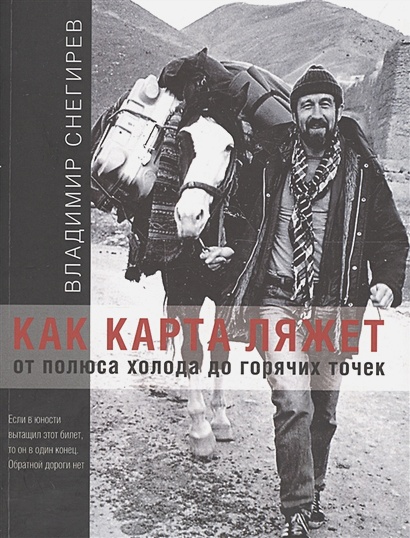 ВЛАДИМИР СНЕГИРЕВ
КАК КАРТА ЛЯЖЕТ
от полюса холода до горячих точек
Если в юности
вытащил этот билет,
то он в один конец.
Обратной дороги нет